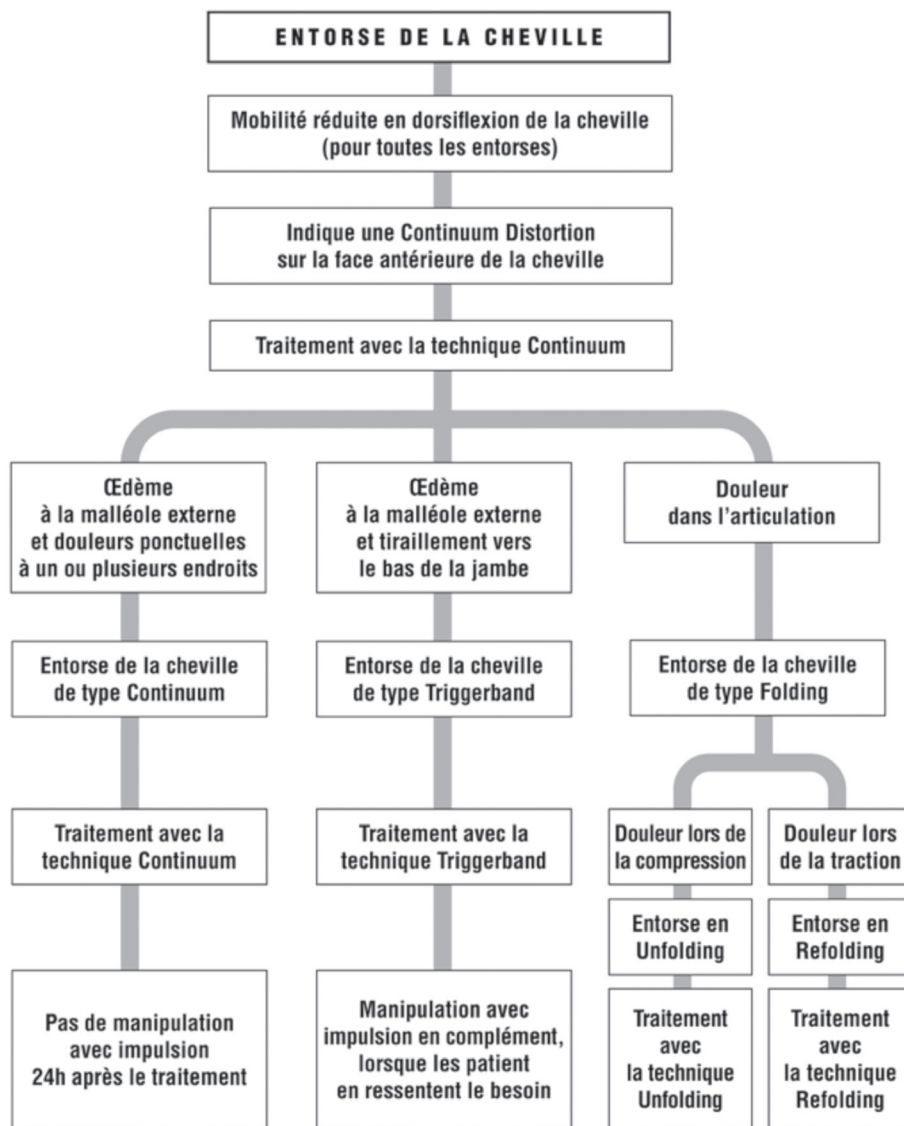 ENTORSE DE LA CHEVILLE
Mobilité réduite en dorsiflexion de la cheville
(pour toutes les entorses)
Indique une Continuum Distortion
sur la face antérieure de la cheville
Traitement avec la technique Continuum
Œdème
à la malléole externe
et douleurs ponctuelles
à un ou plusieurs endroits
Œdème
à la malléole externe
et tiraillement vers
le bas de la jambe
Douleur
dans l'articulation
Entorse de la cheville
de type Continuum
Entorse de la cheville
de type Triggerband
Entorse de la cheville
de type Folding
Traitement avec la
technique Continuum
Traitement avec la
technique Triggerband
Douleur lors de
la compression
Douleur lors
de la traction
Entorse en
Unfolding
Entorse en
Refolding
Pas de manipulation
avec impulsion
24h après le traitement
Manipulation avec
impulsion en complément,
lorsque les patient
en ressentent le besoin
Traitement
avec
la technique
Unfolding
Traitement
avec
la technique
Refolding